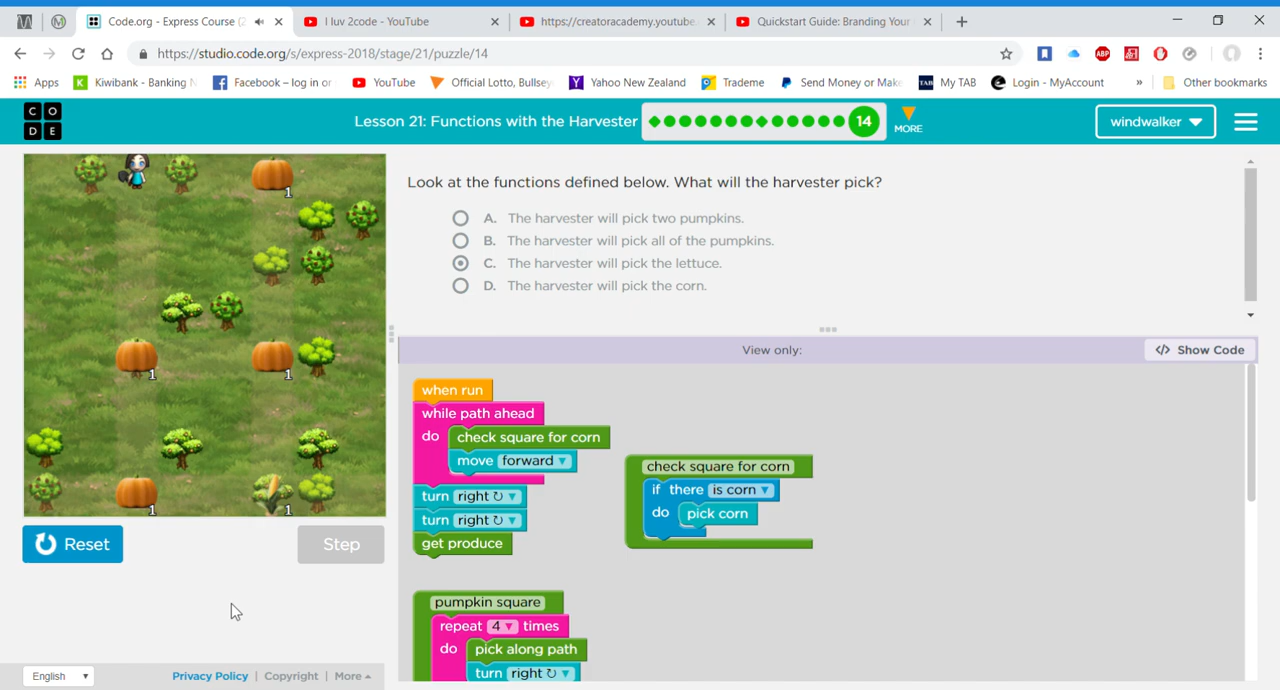 Code.org - Express Course (2
I luv 2code - YouTube
https://creatoracademy.youtube.
Quickstart Guide: Branding Your
https://studio.code.org/s/express-2018/stage/21/puzzle/14
ABP
Apps
Kiwibank - Banking N
Facebook – log in or
YouTube
Official Lotto, Bullsey
Yahoo New Zealand
Trademe
Send Money or Make
TAB My TAB
Login - MyAccount
»
Other bookmarks
C O
D E
Lesson 21: Functions with the Harvester
14
MORE
windwalker
Look at the functions defined below. What will the harvester pick?
A. The harvester will pick two pumpkins.
B. The harvester will pick all of the pumpkins.
C. The harvester will pick the lettuce.
D. The harvester will pick the corn.
1
1
1
1
1
View only:
</> Show Code
when run
while path ahead
do check square for corn
move forward
turn right
turn right
get produce
check square for corn
if there is corn
do pick corn
pumpkin square
repeat 4 times
do pick along path
turn right
Reset
Step
English
Privacy Policy | Copyright | More